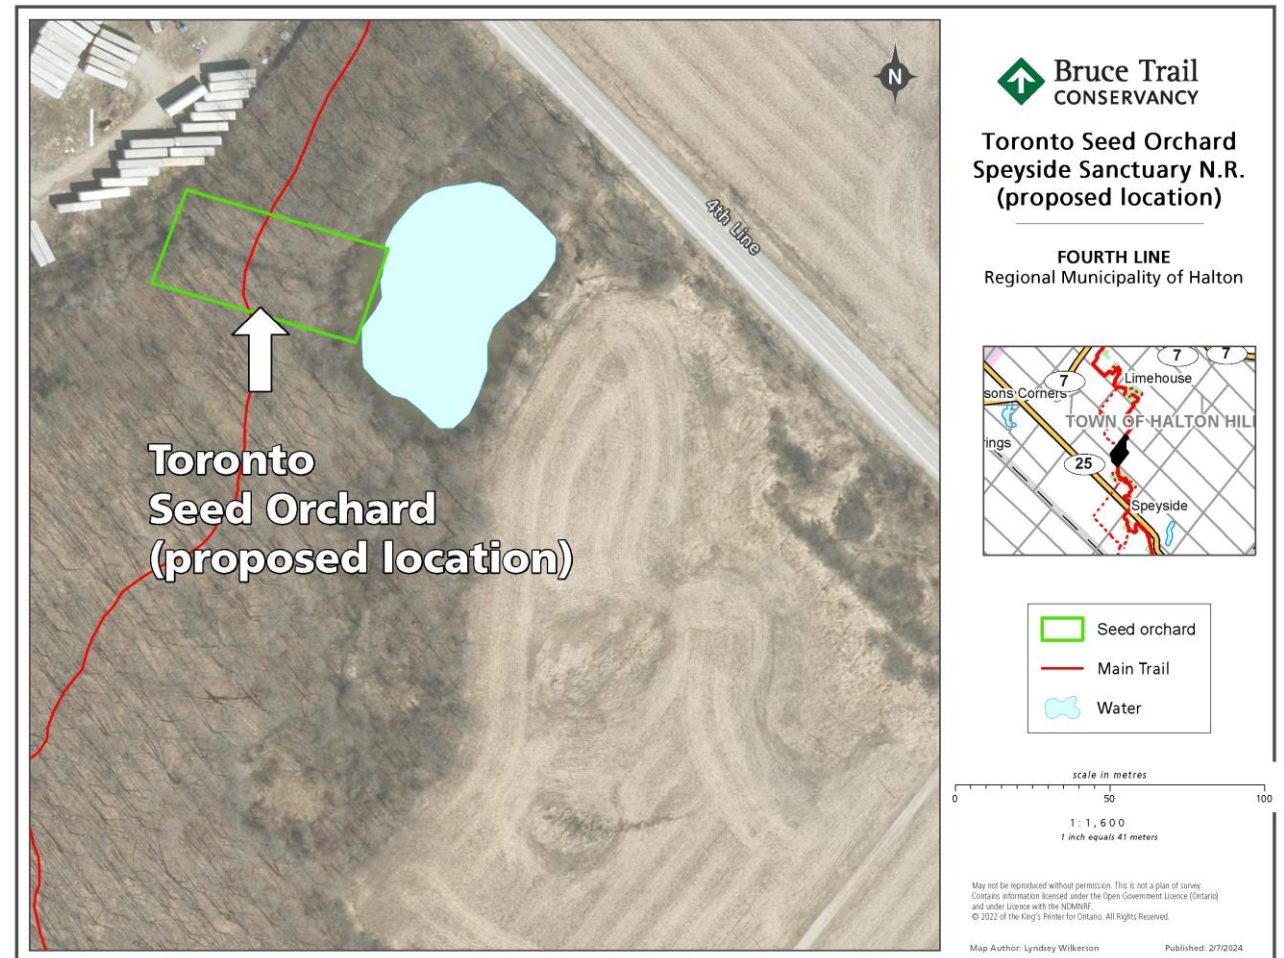 N
4th Line
Toronto
Seed Orchard
(proposed location)
Bruce Trail
CONSERVANCY
Toronto Seed Orchard
Speyside Sanctuary N.R.
(proposed location)
FOURTH LINE
Regional Municipality of Halton
7
7
7
Limehouse
sons Corners
TOWN OF HALTON HIL
ings
25
Speyside
Seed orchard
Main Trail
Water
scale in metres
0 50 100
1:1,600
1 inch equals 41 meters
May not be reproduced without permission. This is not a plan of survey.
Contains information licensed under the Open Government Licence (Ontario)
and under Licence with the NDMNRF.
© 2022 of the King's Printer for Ontario. All Rights Reserved.
Map Author: Lyndsey Wilkerson Published: 2/7/2024